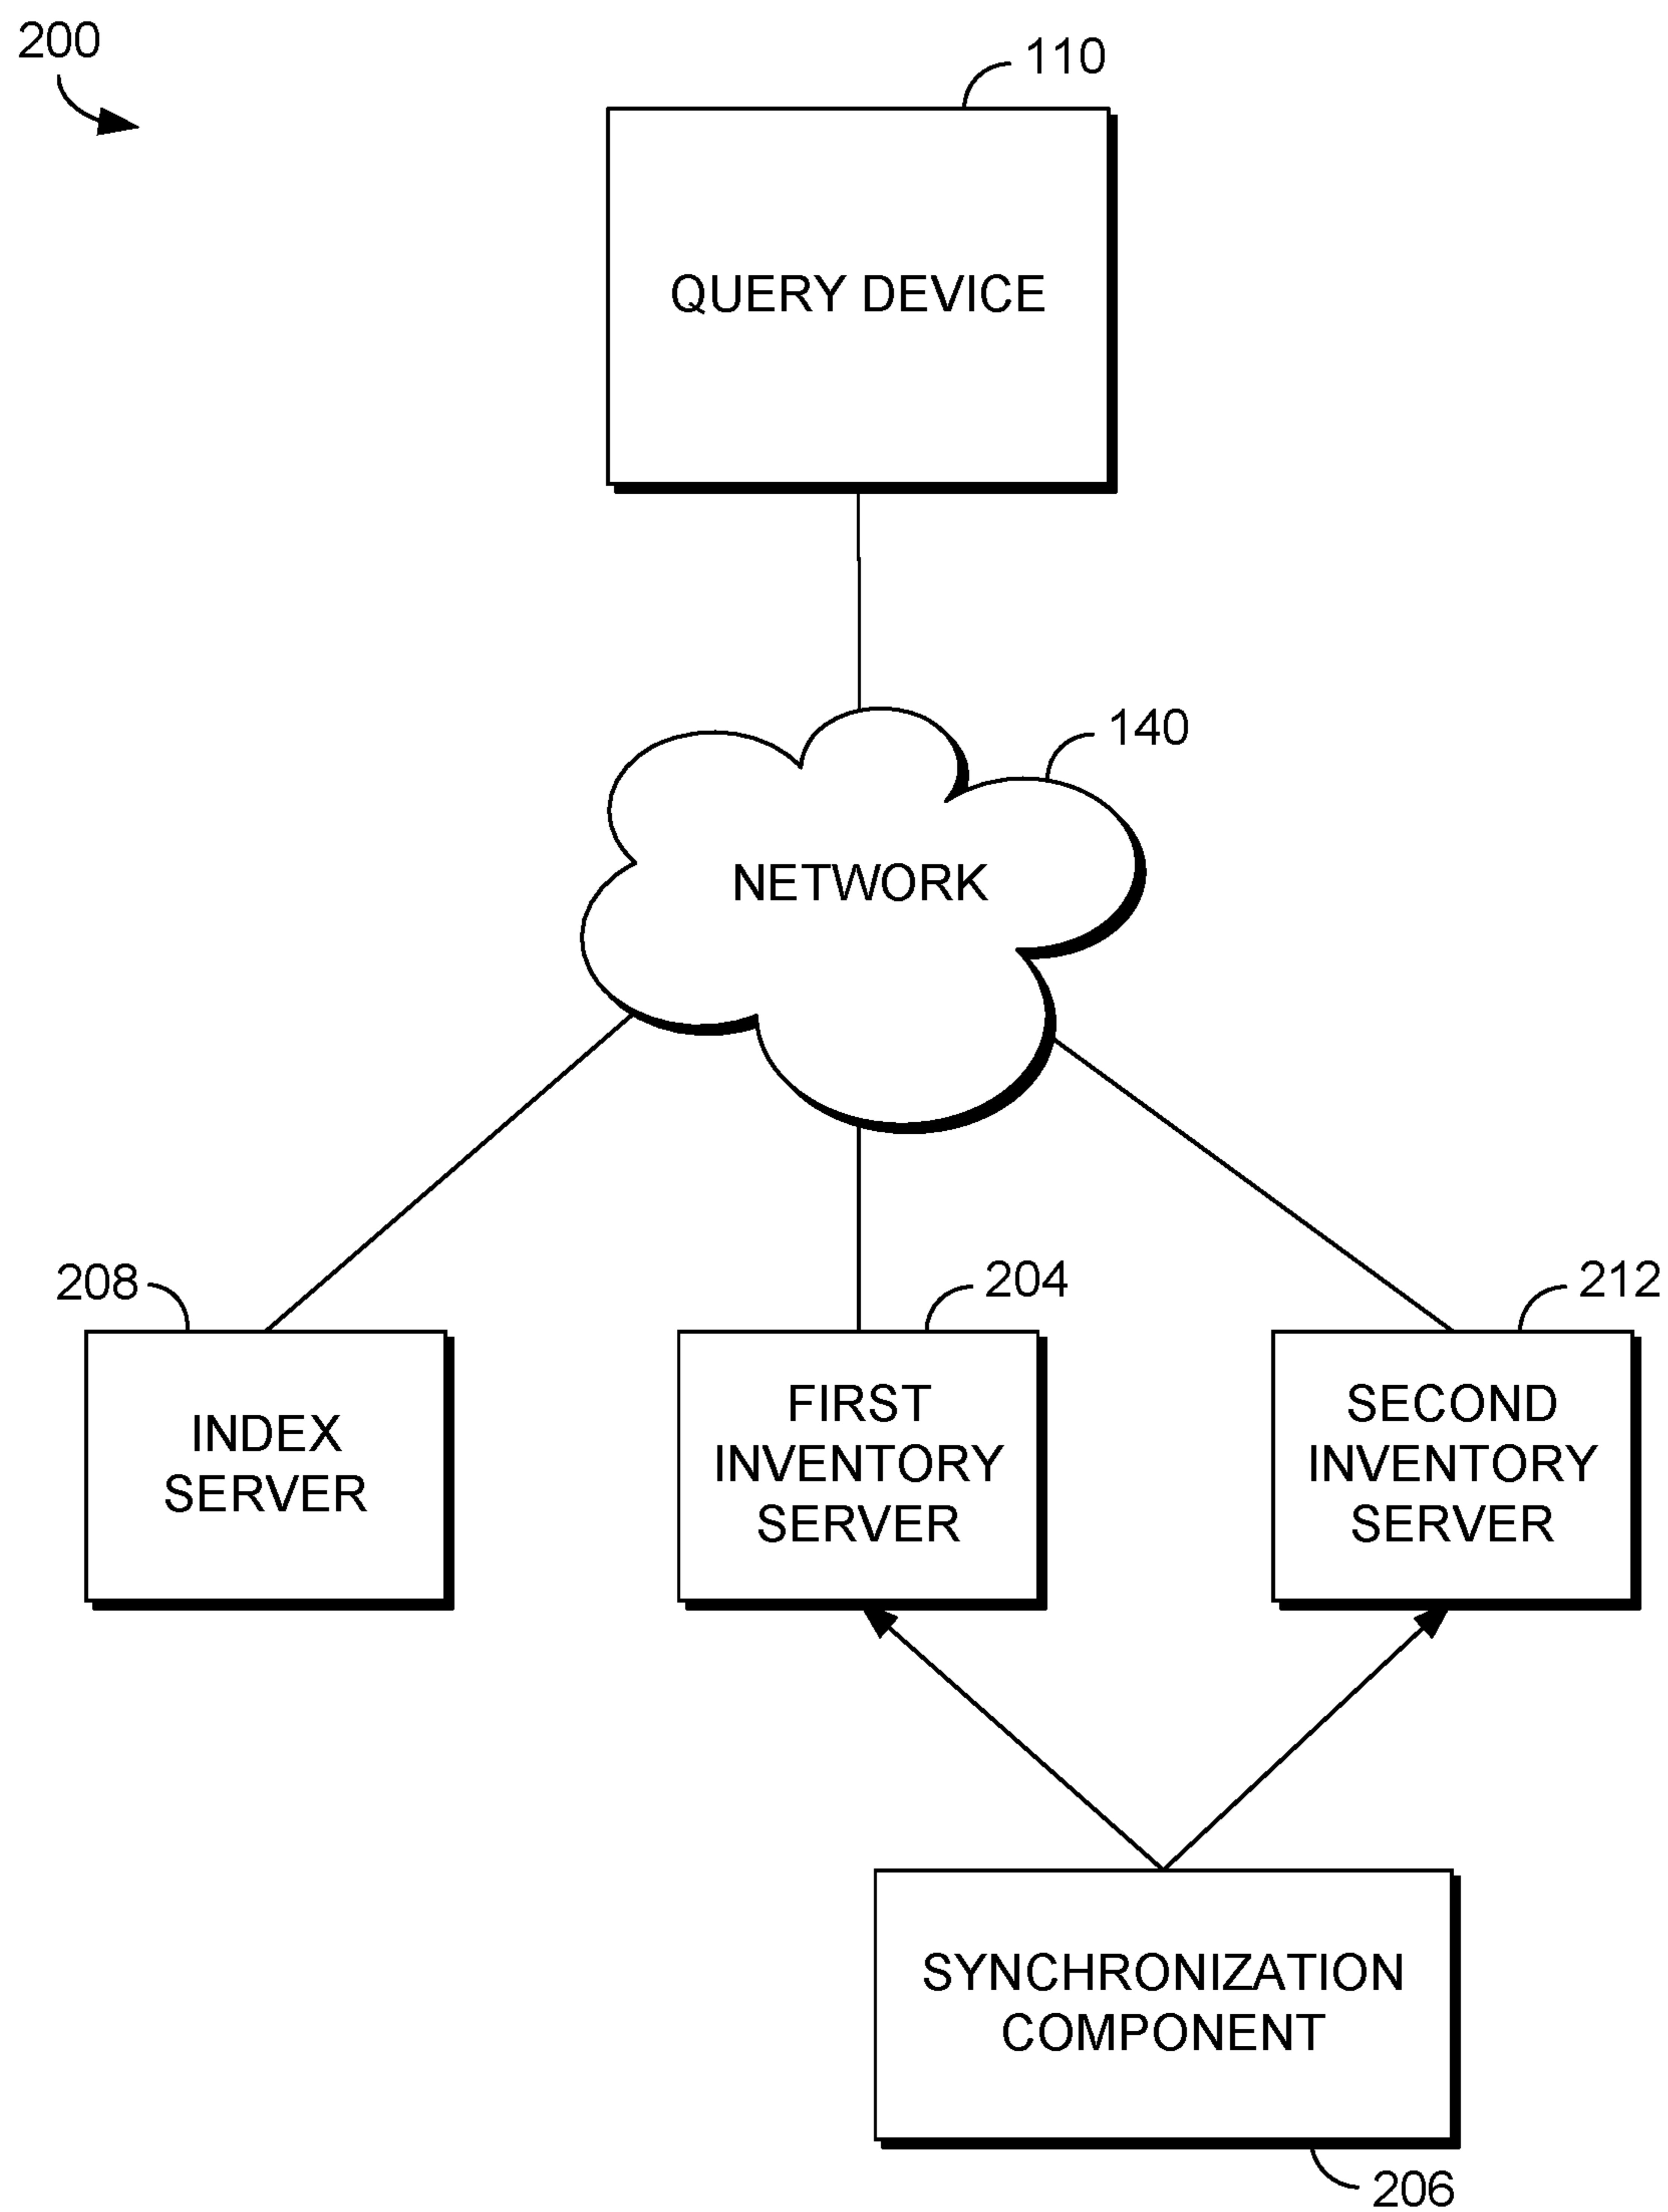 200
110
QUERY DEVICE
140
NETWORK
208
204
212
INDEX
SERVER
FIRST
INVENTORY
SERVER
SECOND
INVENTORY
SERVER
SYNCHRONIZATION
COMPONENT
206